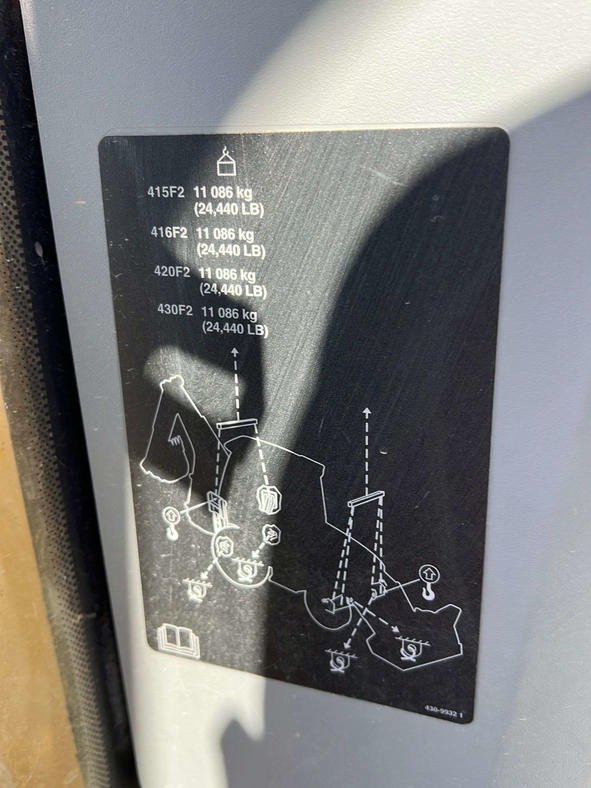 415F2 11 086 kg
(24,440 LB)
416F2 11 086 kg
(24,440 LB)
420F2 11 086 kg
(24,440 LB)
430F2 11 086 kg
(24,440 LB)
430-9932 1